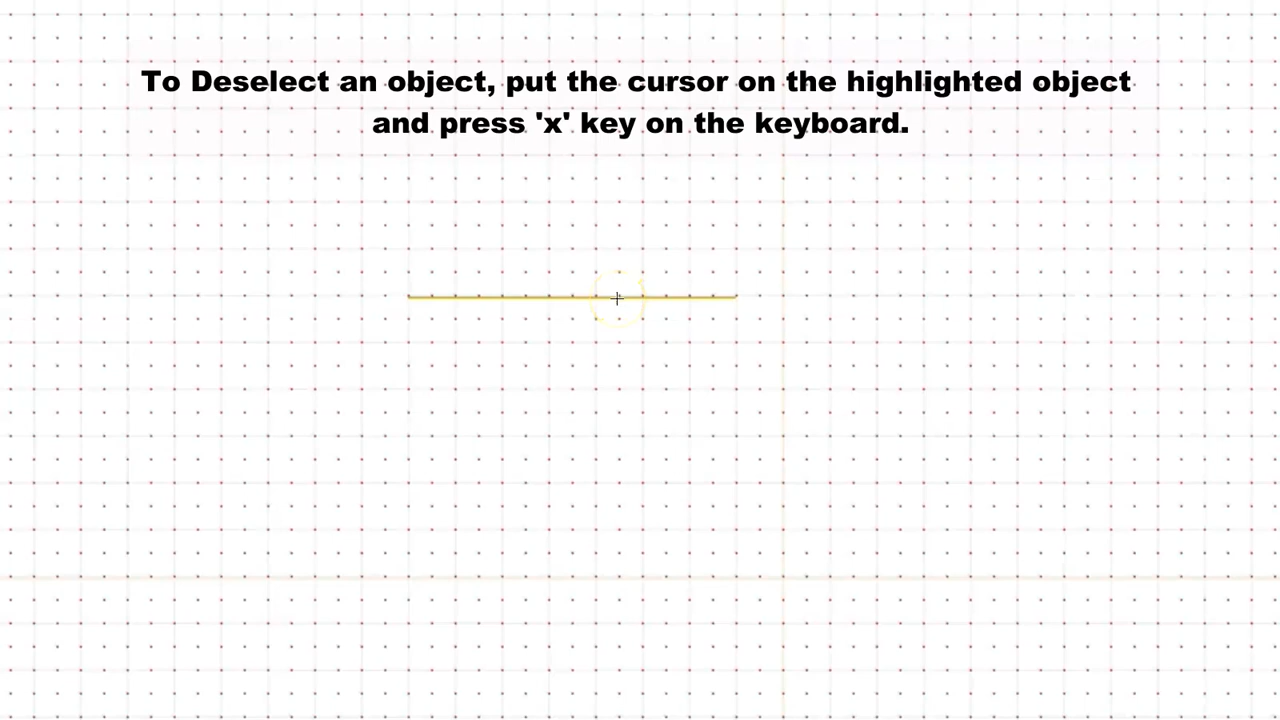 To Deselect an object, put the cursor on the highlighted object
and press 'x' key on the keyboard.